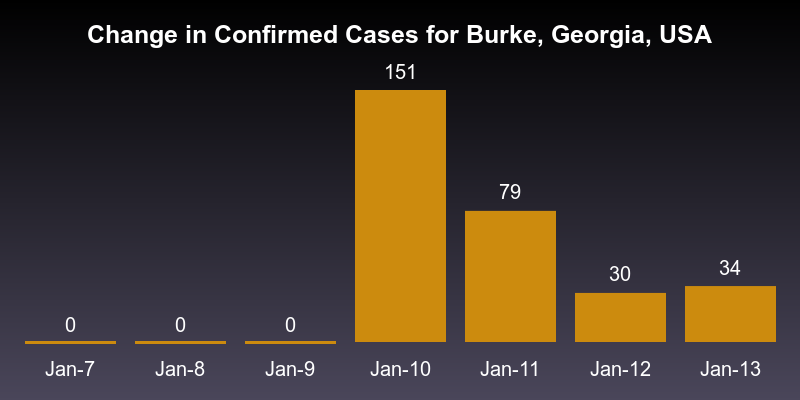 Change in Confirmed Cases for Burke, Georgia, USA
151
79
30
34
0
0
0
Jan-7
Jan-8
Jan-9
Jan-10
Jan-11
Jan-12
Jan-13